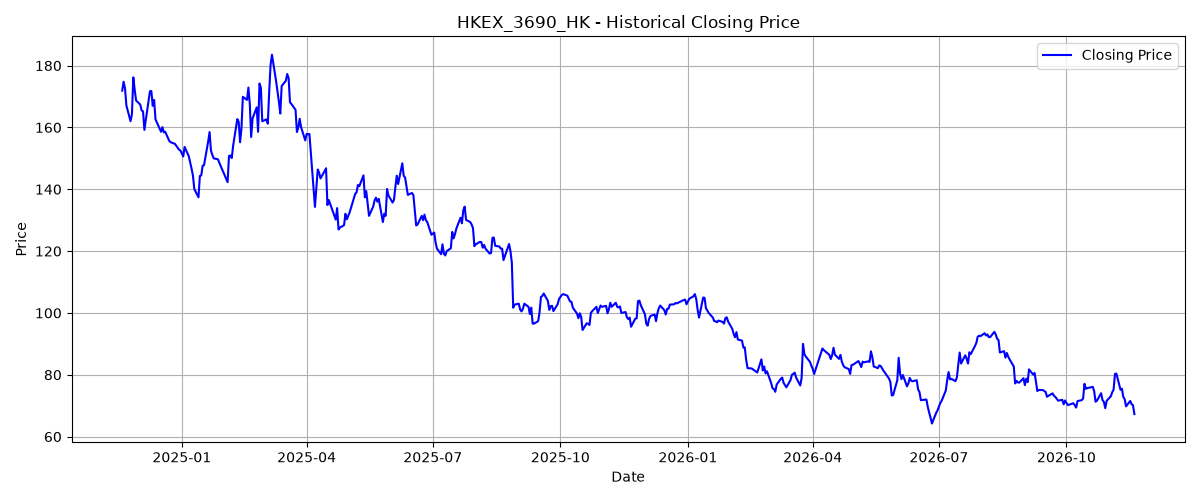 HKEX_3690_HK - Historical Closing Price
Closing Price
180
160
140
120
100
80
60
Price
2025-01 2025-04 2025-07 2025-10 2026-01 2026-04 2026-07 2026-10
Date